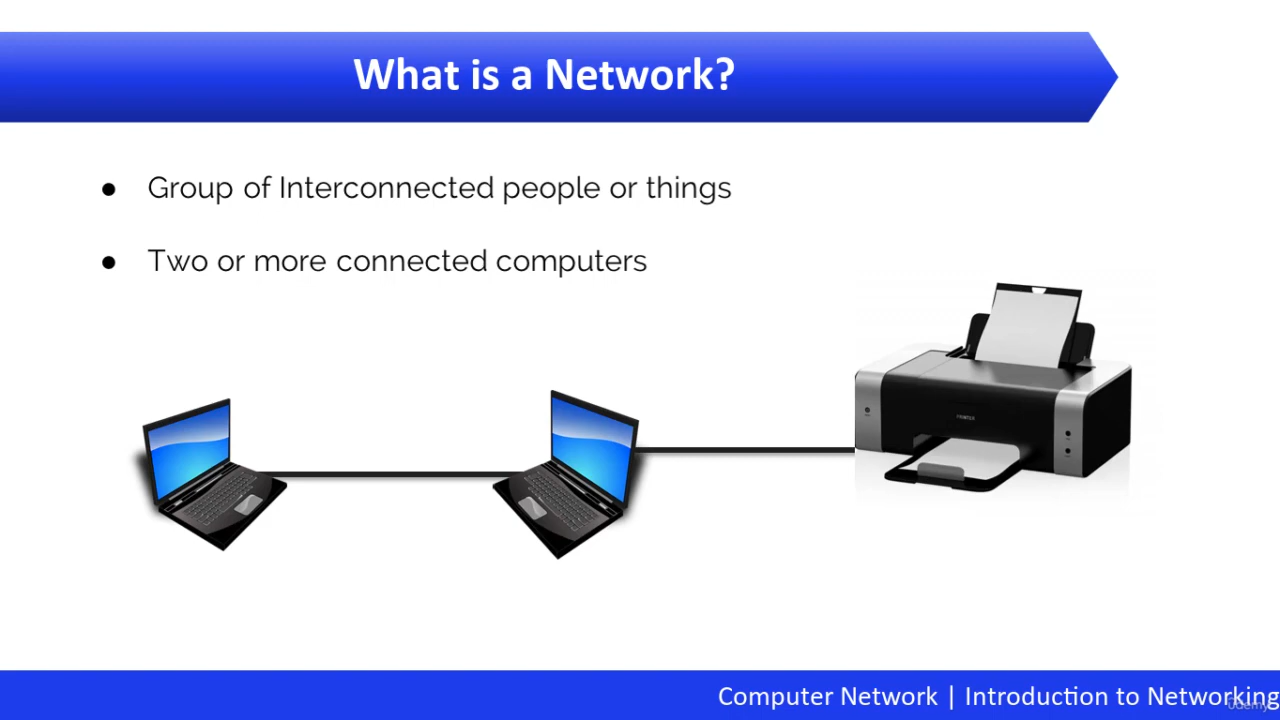 What is a Network?
● Group of Interconnected people or things
● Two or more connected computers
Computer Network | Introduction to Networking
ûdemy